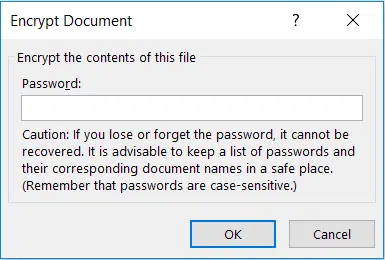 Encrypt Document
?
Encrypt the contents of this file
Password:
Caution: If you lose or forget the password, it cannot be
recovered. It is advisable to keep a list of passwords and
their corresponding document names in a safe place.
(Remember that passwords are case-sensitive.)
OK
Cancel